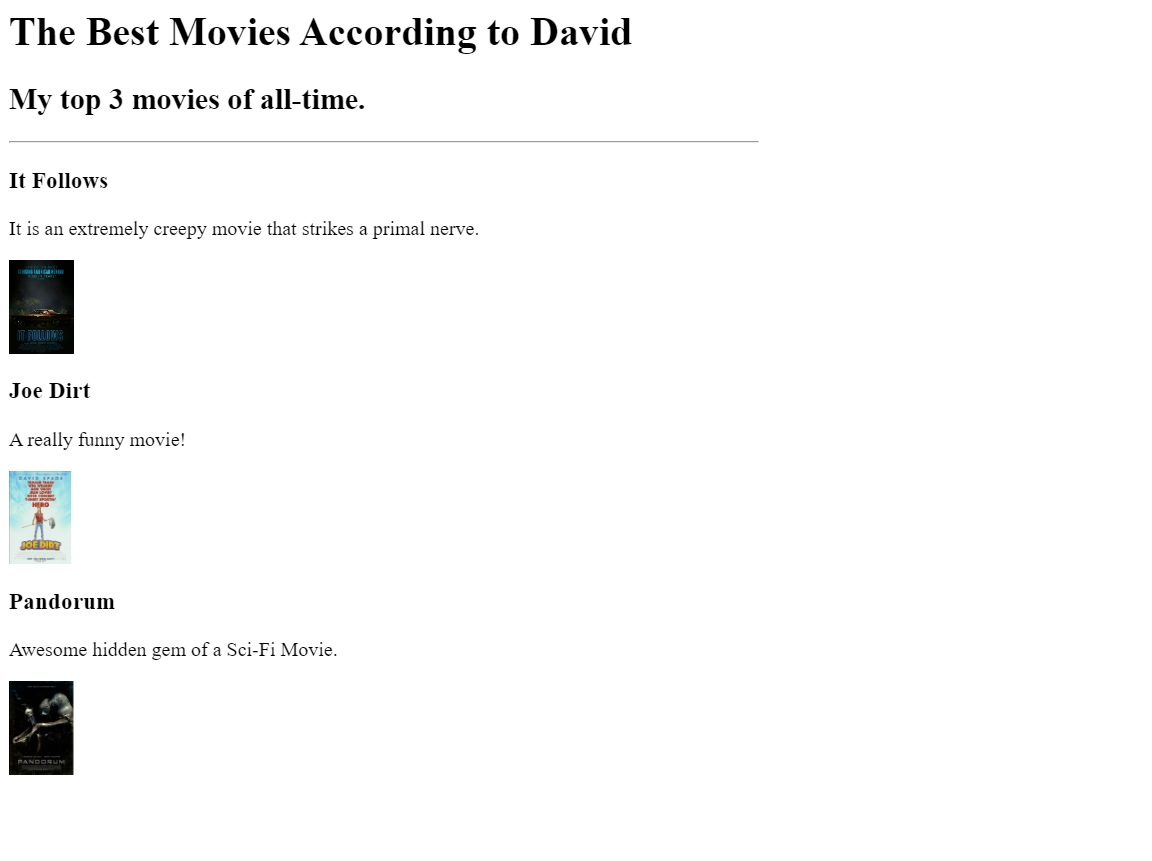 The Best Movies According to David
My top 3 movies of all-time.
It Follows
It is an extremely creepy movie that strikes a primal nerve.
IT FOLLOWS
Joe Dirt
A really funny movie!
DAVID SPADE
HERO
JOE DIRT
Pandorum
Awesome hidden gem of a Sci-Fi Movie.
PANDORUM